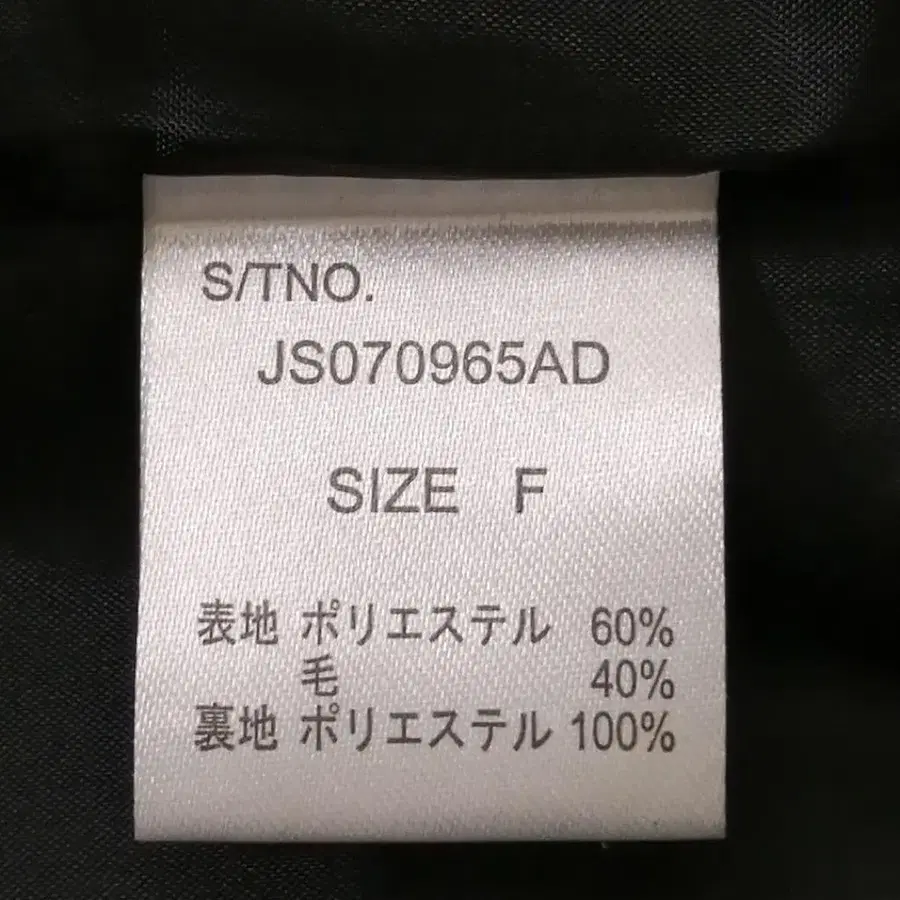 S/TNO.
JS070965AD
SIZE F
表地 ポリエステル 60%
毛 40%
裏地 ポリエステル 100%